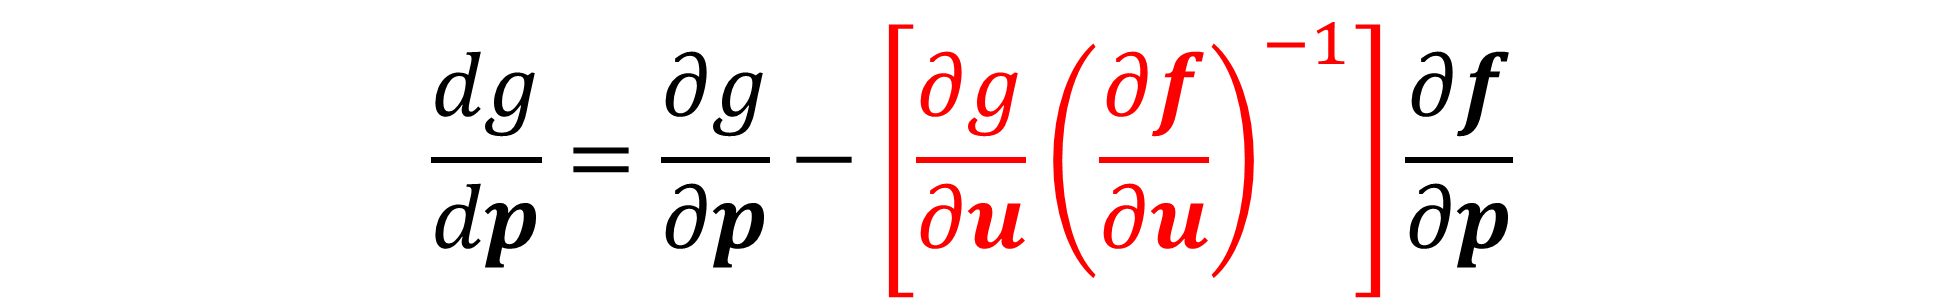 dg/d𝒑 = ∂g/∂𝒑 − [∂g/∂𝒖 (∂𝒇/∂𝒖)⁻¹] ∂𝒇/∂𝒑